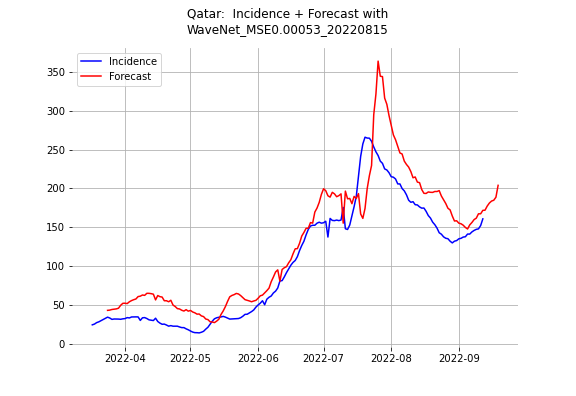 Qatar:  Incidence + Forecast with
WaveNet_MSE0.00053_20220815
Incidence
Forecast
350
300
250
200
150
100
50
0
2022-04 2022-05 2022-06 2022-07 2022-08 2022-09